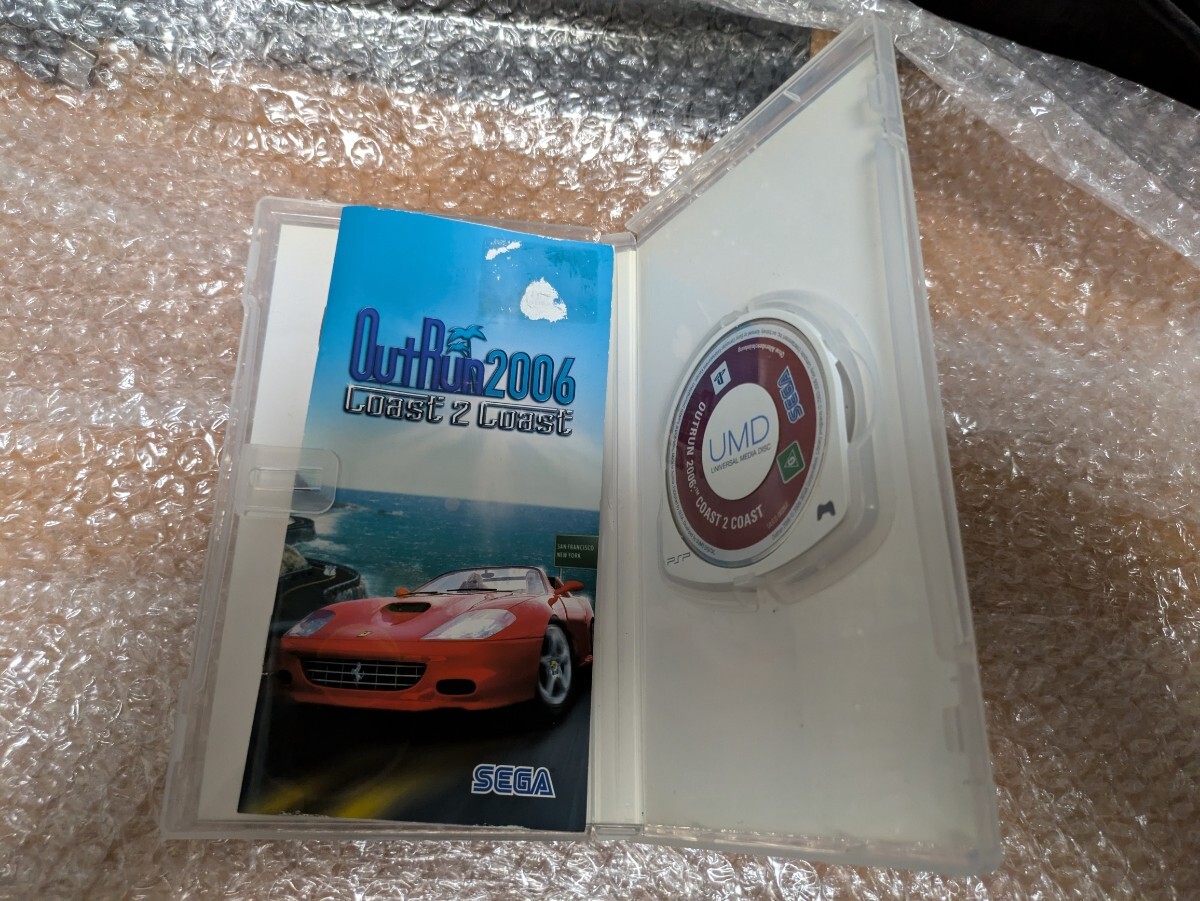 OutRun2006
Coast 2 Coast
SAN FRANCISCO
NEW YORK
SEGA
SEGA
UMD
UNIVERSAL MEDIA DISC
OUTRUN 2006™ COAST 2 COAST
G
PSP